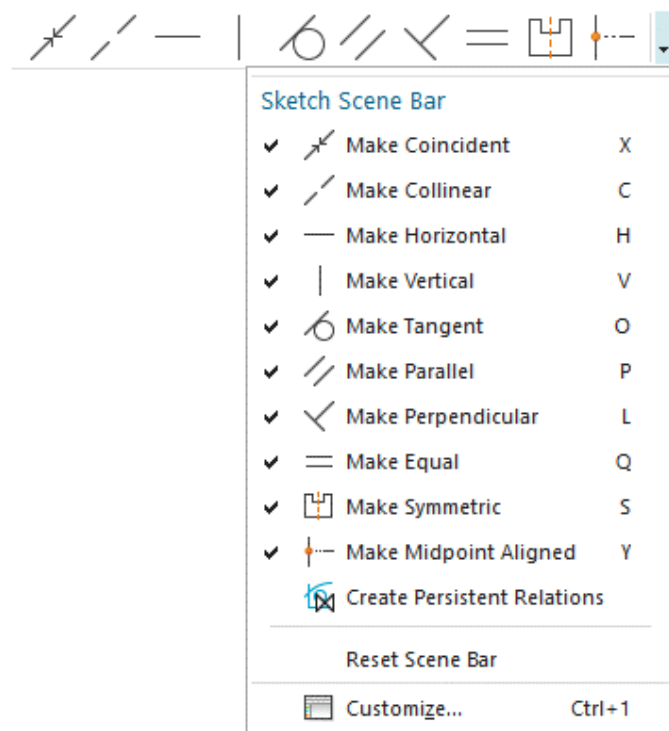 Sketch Scene Bar
Make Coincident X
Make Collinear C
Make Horizontal H
Make Vertical V
Make Tangent O
Make Parallel P
Make Perpendicular L
Make Equal Q
Make Symmetric S
Make Midpoint Aligned Y
Create Persistent Relations
Reset Scene Bar
Customize... Ctrl+1